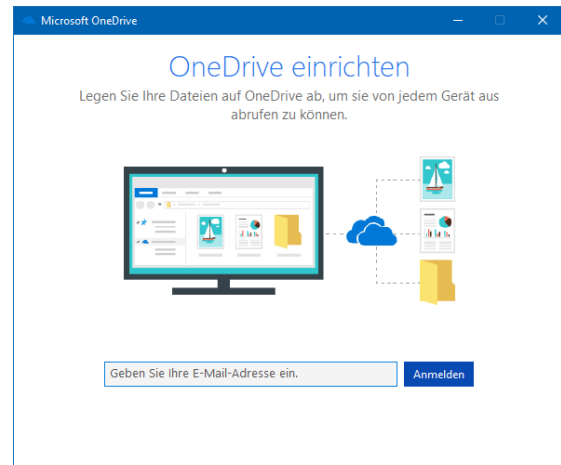 Microsoft OneDrive
OneDrive einrichten
Legen Sie Ihre Dateien auf OneDrive ab, um sie von jedem Gerät aus
abrufen zu können.
Geben Sie Ihre E-Mail-Adresse ein.
Anmelden